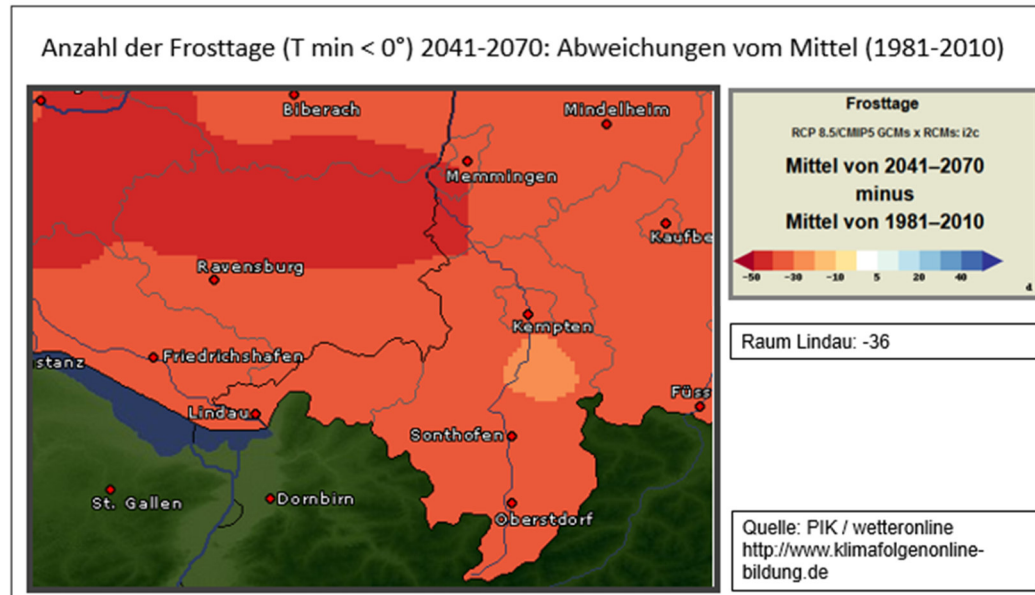 Anzahl der Frosttage (T min < 0°) 2041-2070: Abweichungen vom Mittel (1981-2010)
Biberach
Mindelheim
Memmingen
Kaufbe
Ravensburg
Kempten
Friedrichshafen
stanz
Füss
Lindau
Sonthofen
St. Gallen
Dornbirn
Oberstdorf
Frosttage
RCP 8.5/CMIP5 GCMs x RCMs: i2c
Mittel von 2041–2070
minus
Mittel von 1981–2010
-50 -30 -10 5 20 40
d
Raum Lindau: -36
Quelle: PIK / wetteronline
http://www.klimafolgenonline-
bildung.de